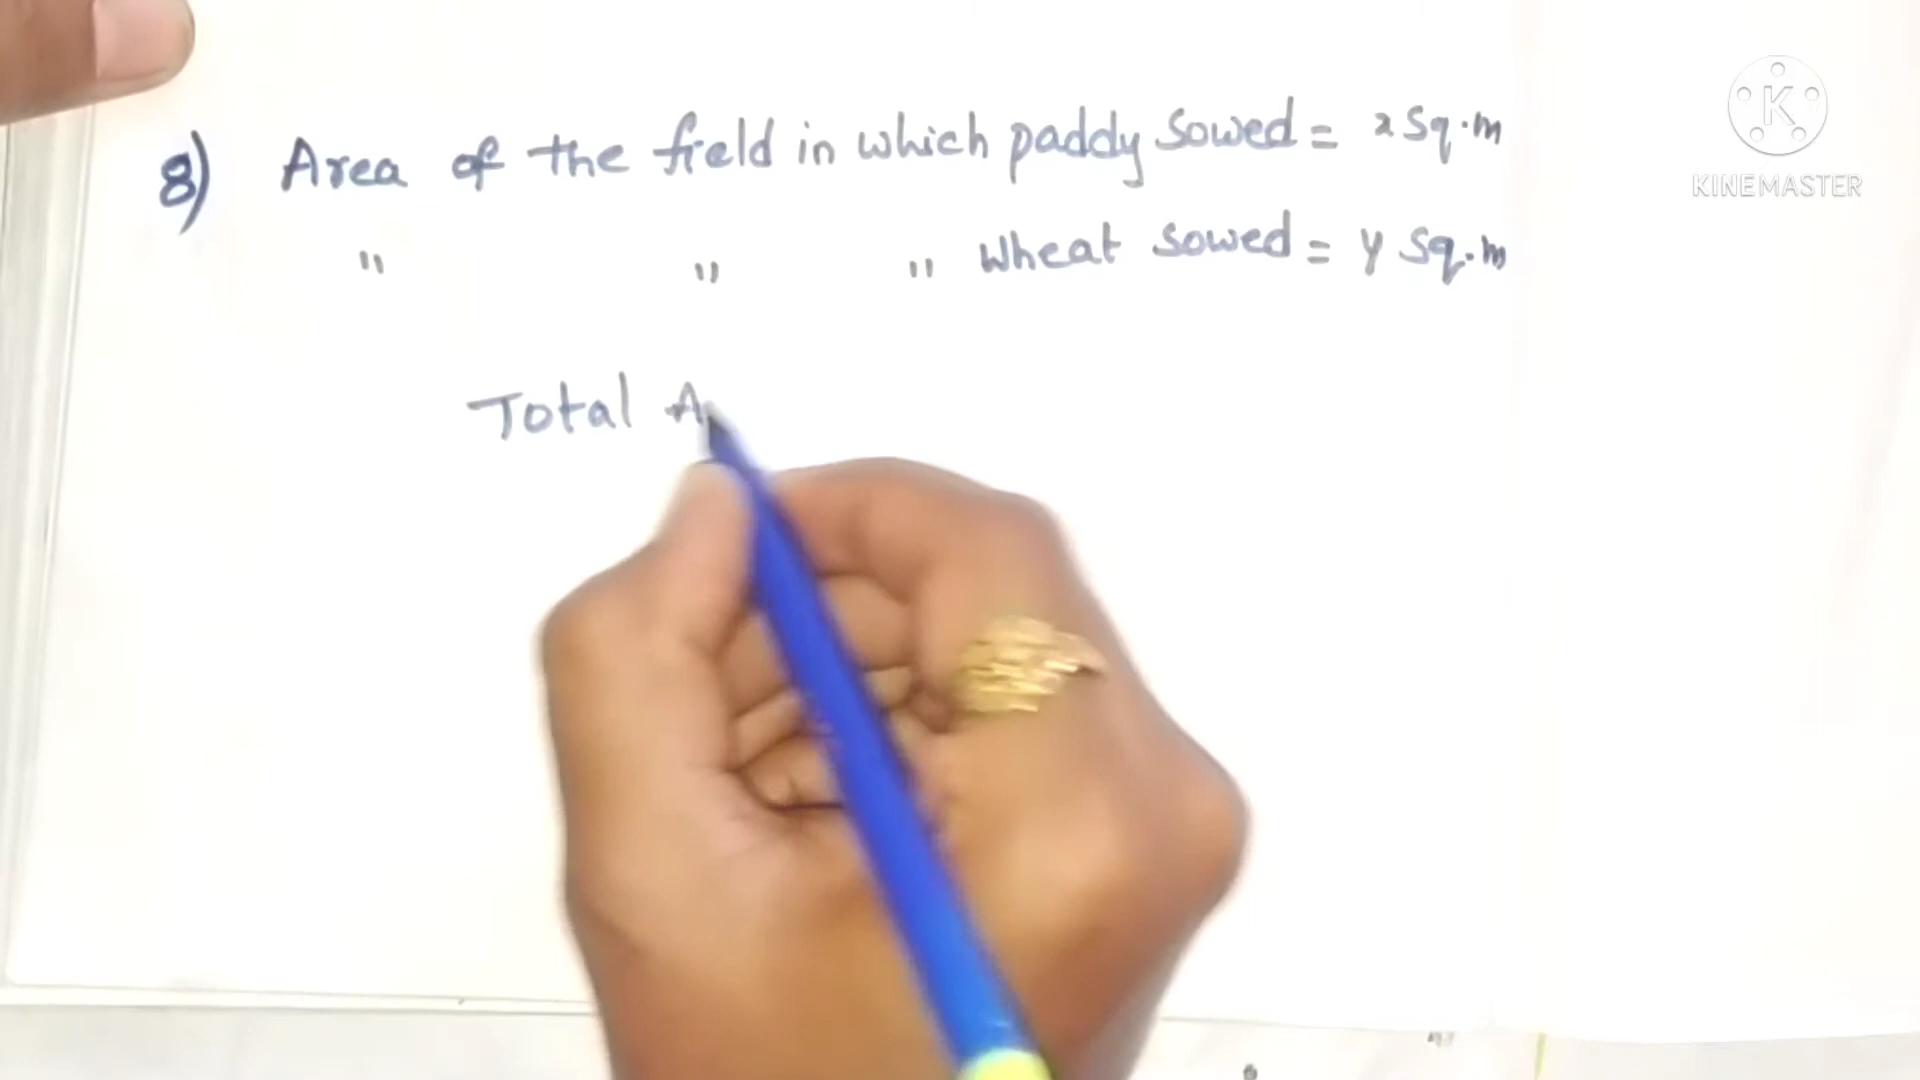 8) Area of the field in which paddy sowed = x Sq.m
" " " wheat sowed = y Sq.m
Total A
K
KINEMASTER